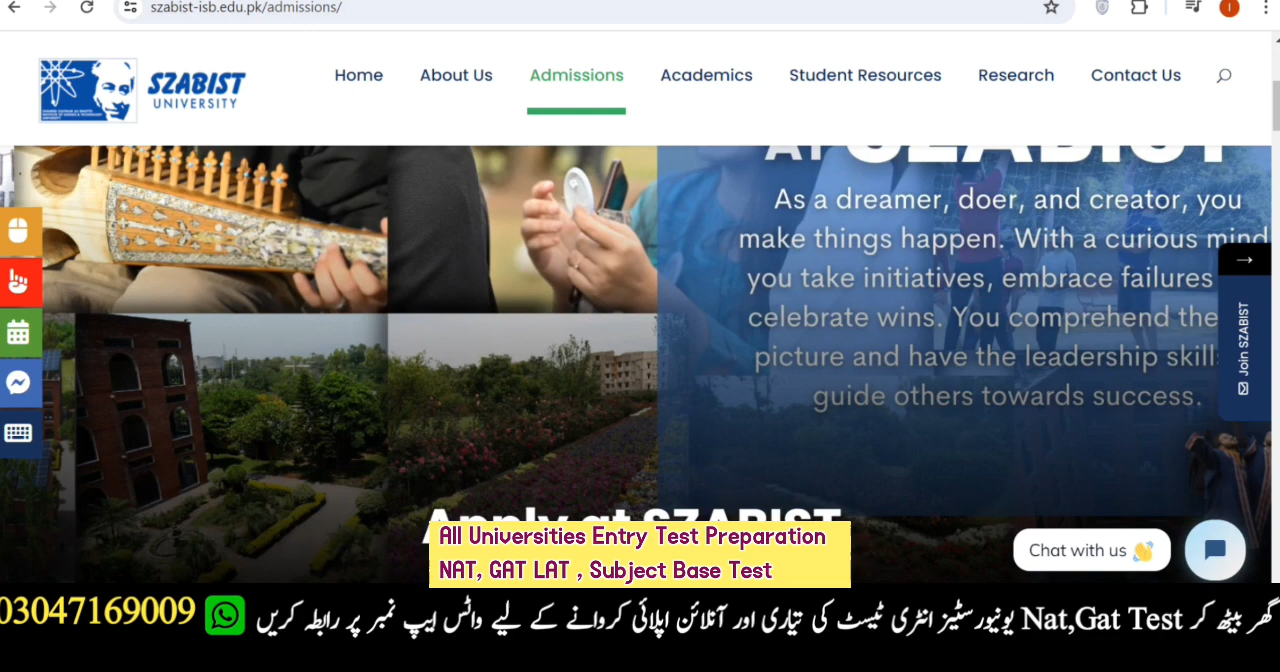 szabist-isb.edu.pk/admissions/
SZABIST
UNIVERSITY
Home
About Us
Admissions
Academics
Student Resources
Research
Contact Us
As a dreamer, doer, and creator, you
make things happen. With a curious mind
you take initiatives, embrace failures
celebrate wins. You comprehend the
picture and have the leadership skill
guide others towards success.
Join SZABIST
Apply at SZABIST
All Universities Entry Test Preparation
NAT, GAT LAT , Subject Base Test
Chat with us 👋
گھر بیٹھ کر Nat,Gat Test یونیورسٹیز انٹری ٹیسٹ کی تیاری اور آنلائن اپلائی کروانے کے لیے واٹس ایپ نمبر پر رابطہ کریں 03047169009